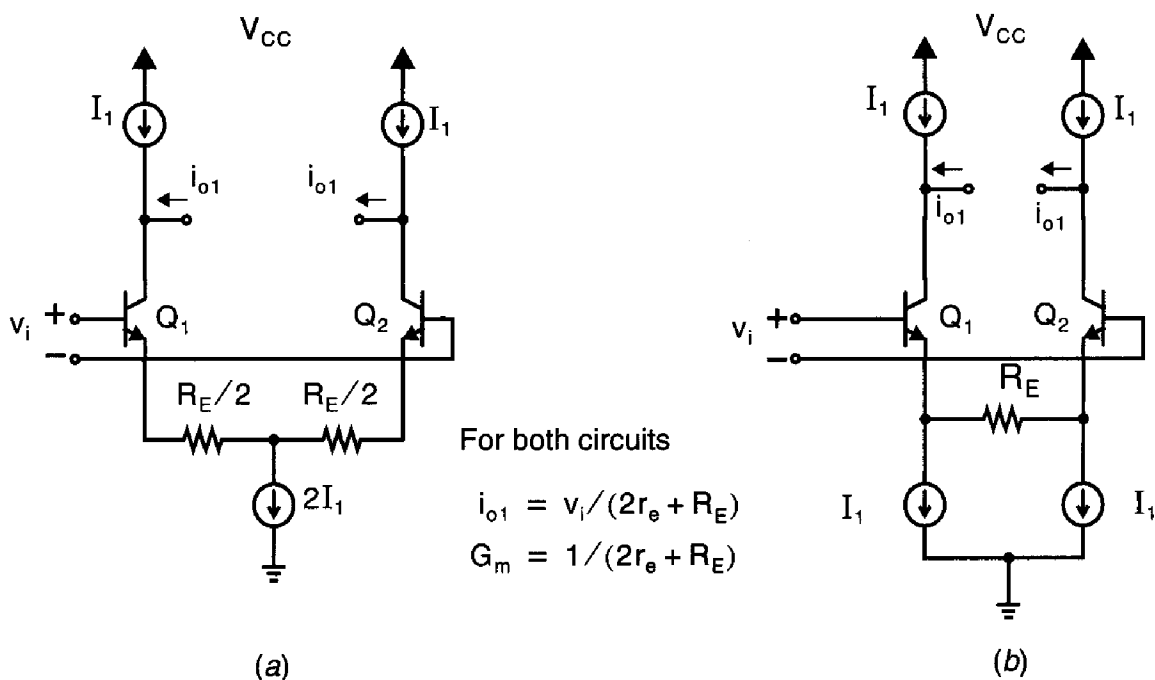 V_CC
I_1
I_1
i_o1
i_o1
Q_1
Q_2
v_i
+
−
R_E/2
R_E/2
2I_1
(a)
For both circuits
i_o1 = v_i/(2r_e + R_E)
G_m = 1/(2r_e + R_E)
V_CC
I_1
I_1
i_o1
i_o1
Q_1
Q_2
v_i
+
−
R_E
I_1
I_1
(b)